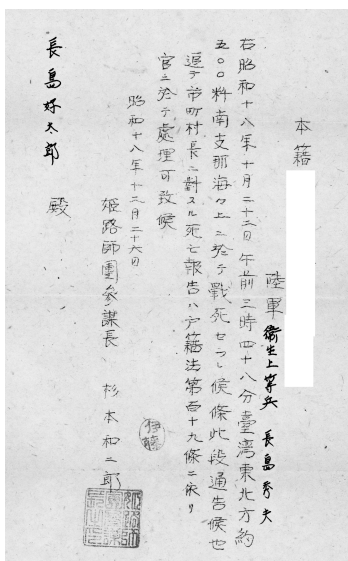 本籍
陸軍衛生上等兵 長島秀夫
右昭和十八年十月二十二日午前三時四十八分臺湾東北方約
五〇〇粁南支那海々上ニ於テ戰死セラレ候條此段通告候也
追テ市町村長ニ對スル死亡報告ハ戸籍法第百十九條ニ依リ
官ニ於テ處理可致候
昭和十八年十二月二十六日
姫路師團参謀長 杉本和二郎
長島好太郎 殿